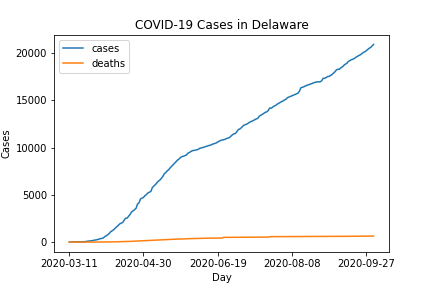 COVID-19 Cases in Delaware
cases
deaths
20000
15000
10000
5000
0
Cases
2020-03-11 2020-04-30 2020-06-19 2020-08-08 2020-09-27
Day